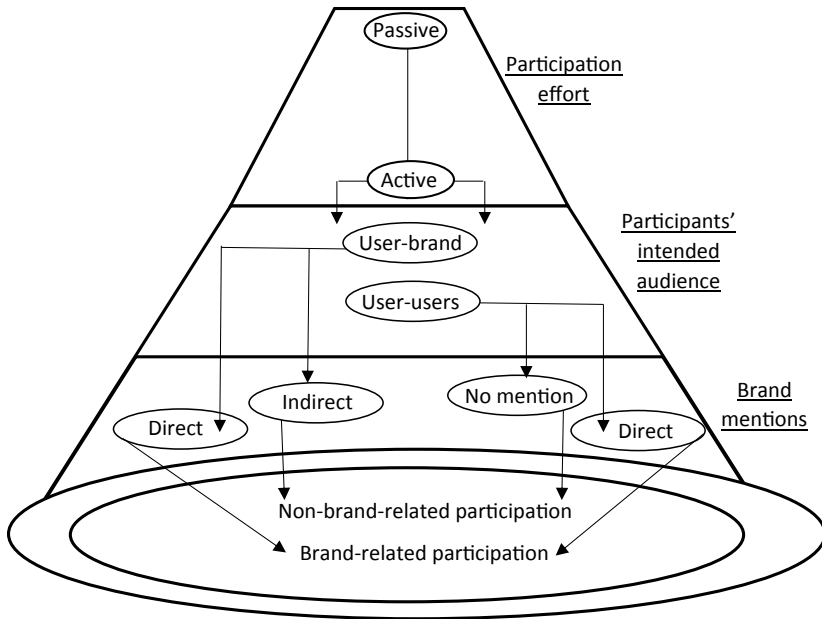 Passive
Participation
effort
Active
Participants’
intended
audience
User-brand
User-users
Brand
mentions
Direct
Indirect
No mention
Direct
Non-brand-related participation
Brand-related participation